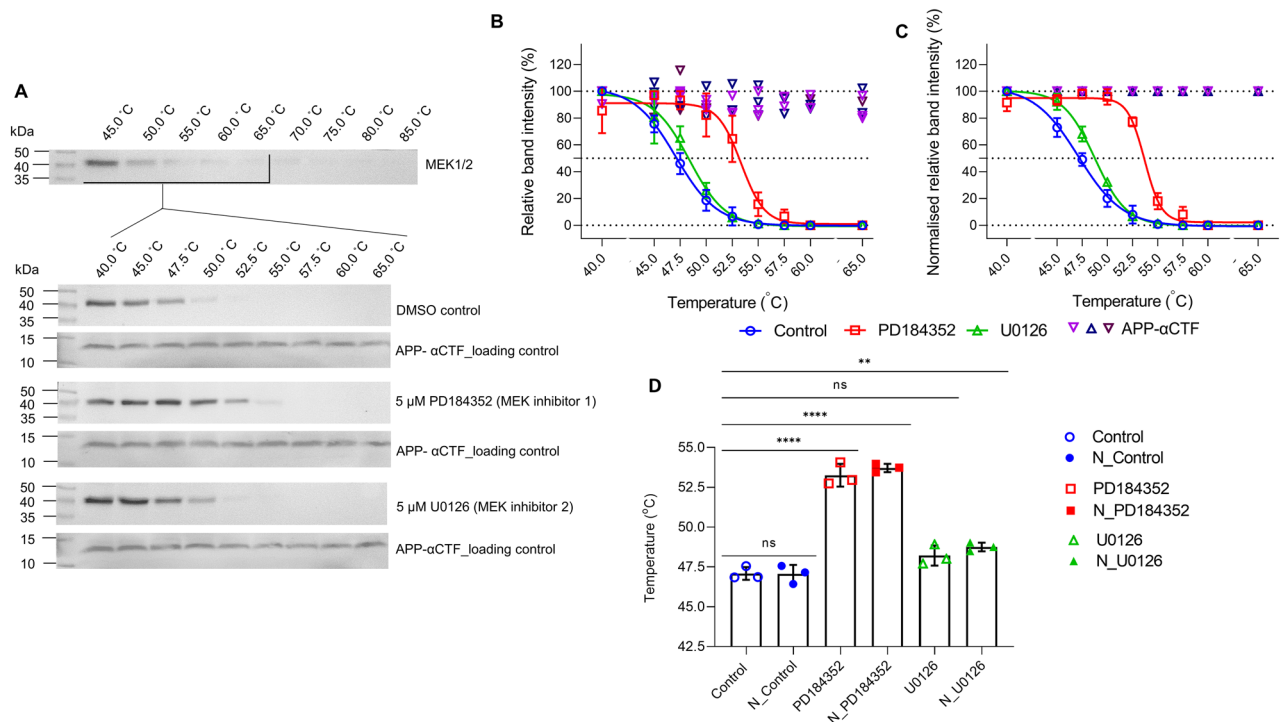 A
kDa
45.0˚C
50.0˚C
55.0˚C
60.0˚C
65.0˚C
70.0˚C
75.0˚C
80.0˚C
85.0˚C
50
40
35
MEK1/2
kDa
40.0˚C
45.0˚C
47.5˚C
50.0˚C
52.5˚C
55.0˚C
57.5˚C
60.0˚C
65.0˚C
50
40
35
DMSO control
15
10
APP- αCTF_loading control
50
40
35
5 µM PD184352 (MEK inhibitor 1)
15
10
APP- αCTF_loading control
50
40
35
5 µM U0126 (MEK inhibitor 2)
15
10
APP-αCTF_loading control
B
Relative band intensity (%)
120
100
80
60
40
20
0
40.0
45.0
47.5
50.0
52.5
55.0
57.5
60.0
65.0
Temperature (°C)
C
Normalised relative band intensity (%)
120
100
80
60
40
20
0
40.0
45.0
47.5
50.0
52.5
55.0
57.5
60.0
65.0
Temperature (°C)
Control PD184352 U0126 APP-αCTF
D
**
ns
****
****
ns
Temperature (°C)
55.0
52.5
50.0
47.5
45.0
42.5
Control
N_Control
PD184352
N_PD184352
U0126
N_U0126
Control
N_Control
PD184352
N_PD184352
U0126
N_U0126